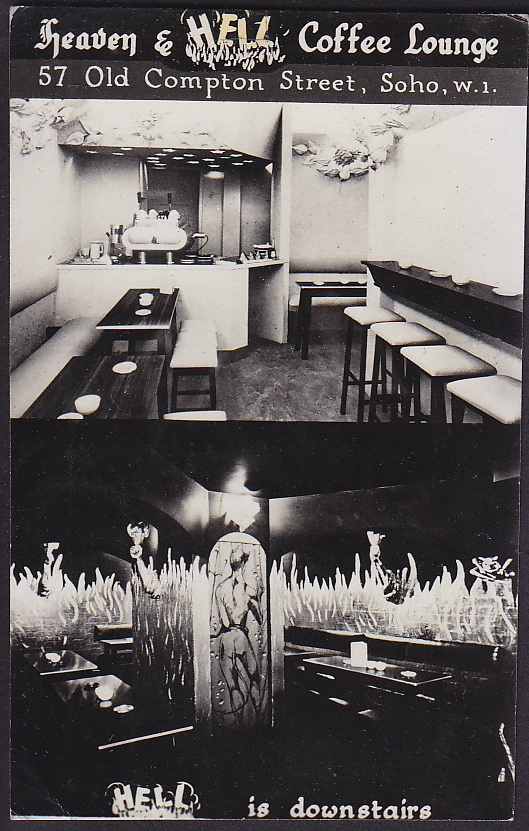 Heaven & HELL Coffee Lounge
57 Old Compton Street, Soho, W.1.
HELL is downstairs